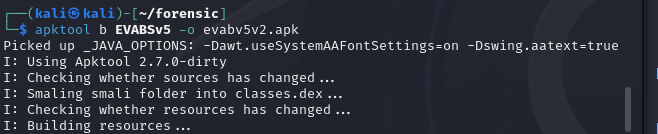 ┌──(kali㉿kali)-[~/forensic]
└─$ apktool b EVABSv5 -o evabv5v2.apk
Picked up _JAVA_OPTIONS: -Dawt.useSystemAAFontSettings=on -Dswing.aatext=true
I: Using Apktool 2.7.0-dirty
I: Checking whether sources has changed...
I: Smaling smali folder into classes.dex...
I: Checking whether resources has changed...
I: Building resources...